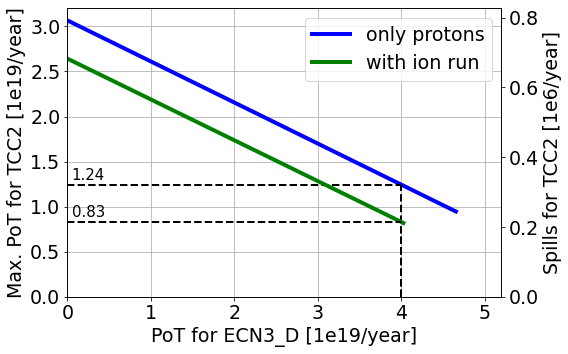 only protons
with ion run
Max. PoT for TCC2 [1e19/year]
3.0
2.5
2.0
1.5
1.0
0.5
0.0
1.24
0.83
0.8
0.6
0.4
0.2
0.0
Spills for TCC2 [1e6/year]
0 1 2 3 4 5
PoT for ECN3_D [1e19/year]